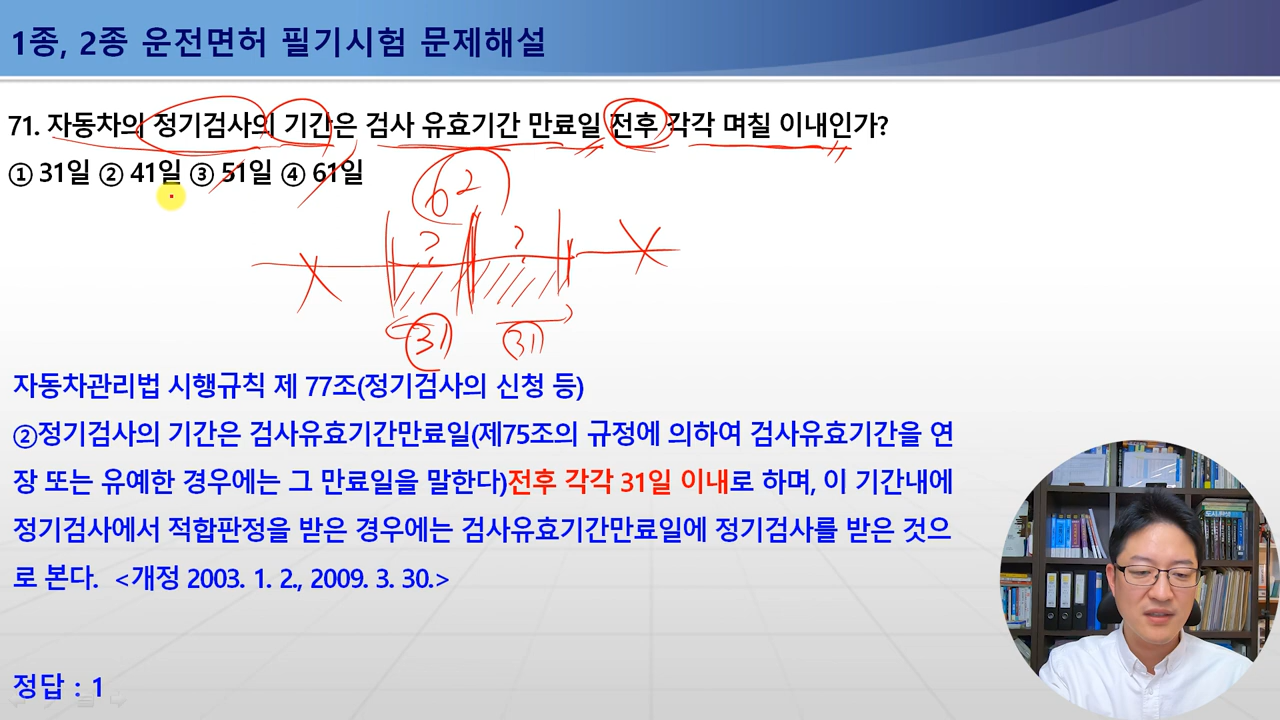 1종, 2종 운전면허 필기시험 문제해설
71. 자동차의 정기검사의 기간은 검사 유효기간 만료일 전후 각각 며칠 이내인가?
① 31일 ② 41일 ③ 51일 ④ 61일
62
? ?
31 31
자동차관리법 시행규칙 제 77조(정기검사의 신청 등)
②정기검사의 기간은 검사유효기간만료일(제75조의 규정에 의하여 검사유효기간을 연
장 또는 유예한 경우에는 그 만료일을 말한다)전후 각각 31일 이내로 하며, 이 기간내에
정기검사에서 적합판정을 받은 경우에는 검사유효기간만료일에 정기검사를 받은 것으
로 본다. <개정 2003. 1. 2., 2009. 3. 30.>
정답 : 1